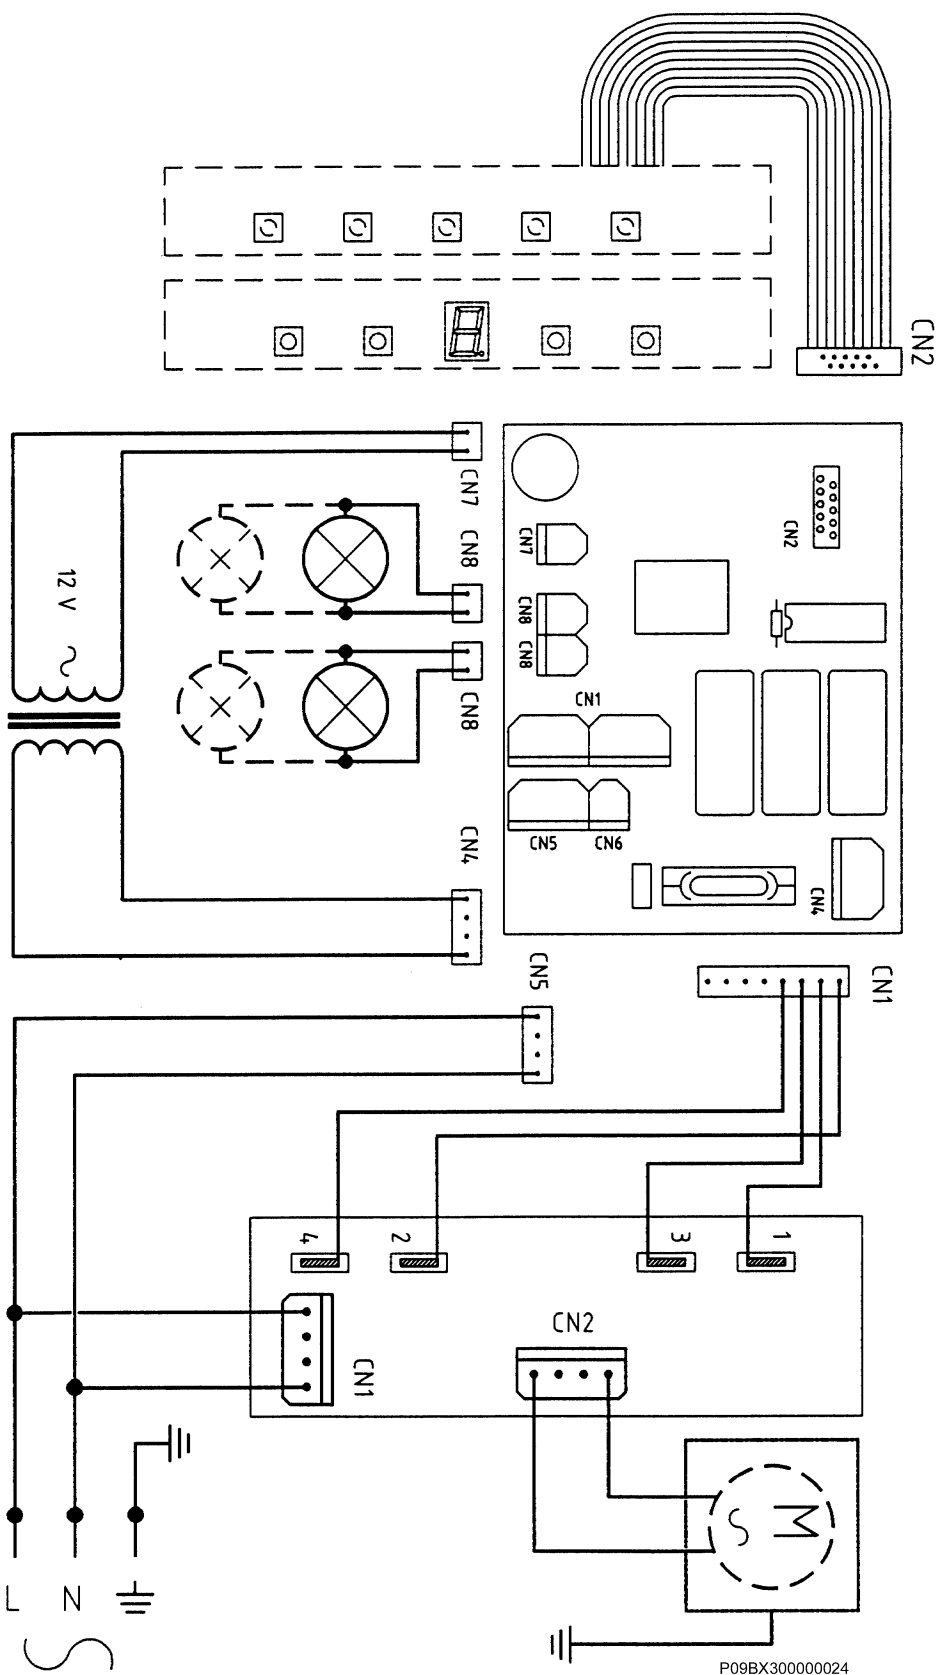 CN2
CN7
CN8
12 V
CN8
CN4
CN2
CN7
CN8
CN8
CN1
CN5
CN6
CN4
CN5
CN1
4
2
3
1
CN2
CN1
M
L
N
P09BX300000024